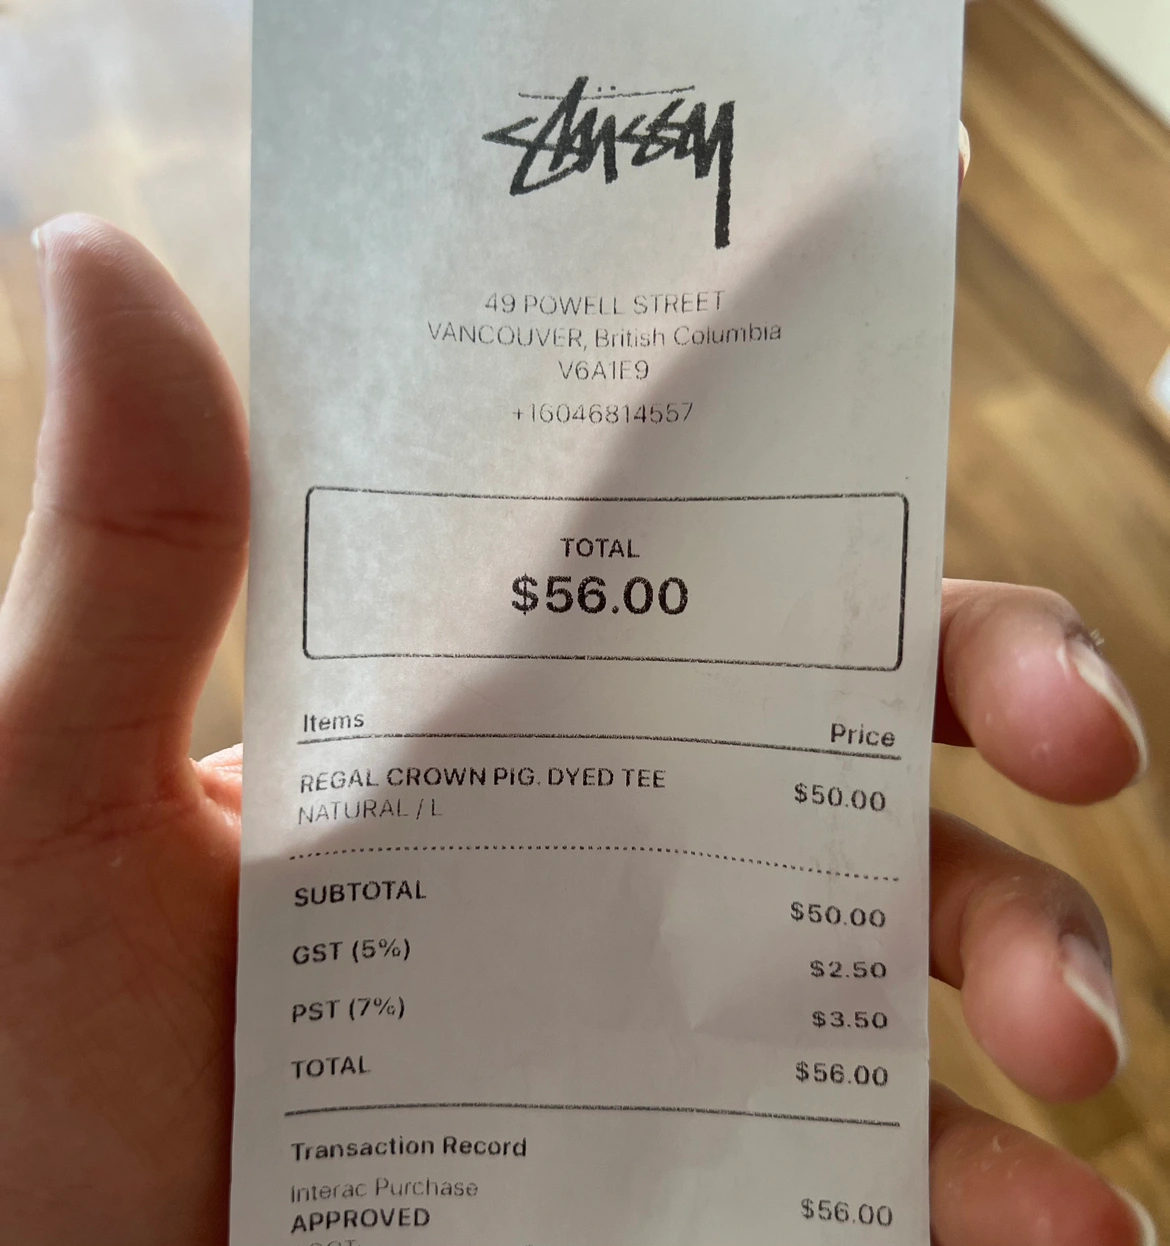 Stüssy
49 POWELL STREET
VANCOUVER, British Columbia
V6A1E9
+16046814557
TOTAL
$56.00
Items Price
REGAL CROWN PIG. DYED TEE $50.00
NATURAL / L
SUBTOTAL $50.00
GST (5%) $2.50
PST (7%) $3.50
TOTAL $56.00
Transaction Record
Interac Purchase $56.00
APPROVED